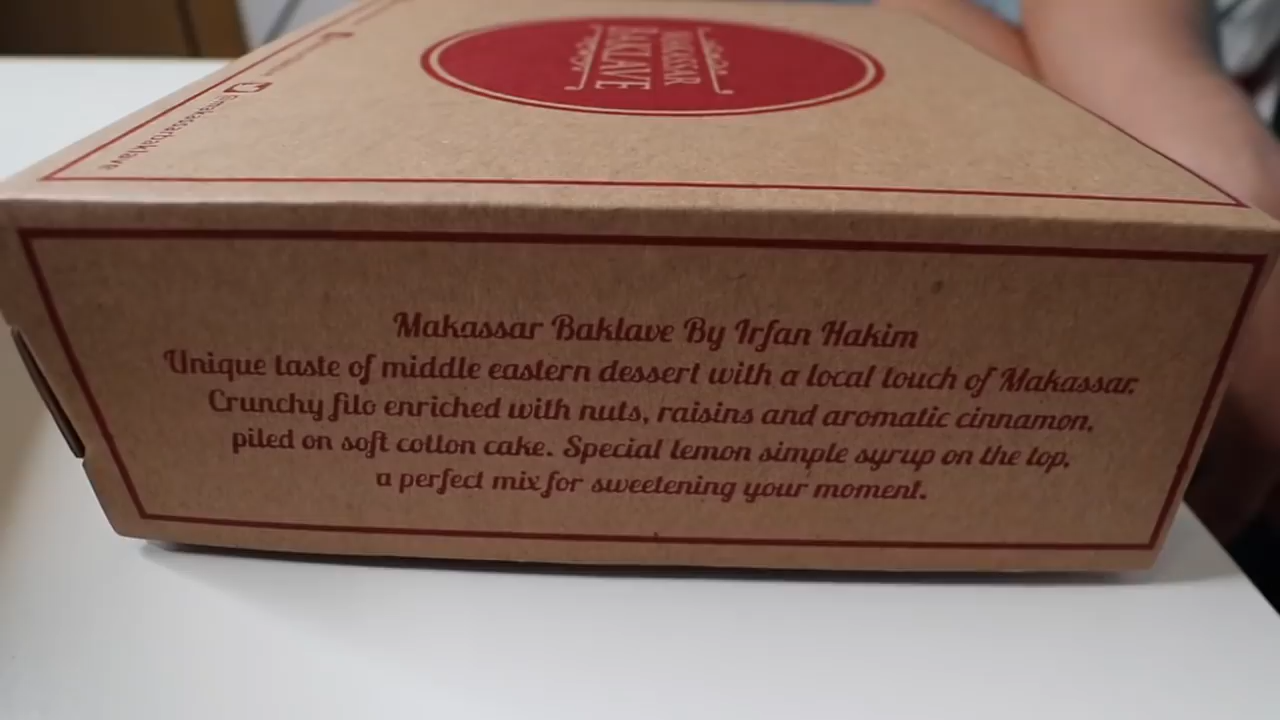 MAKASSAR
BAKLAVE
@makassarbaklave
Makassar Baklave By Irfan Hakim
Unique taste of middle eastern dessert with a local touch of Makassar.
Crunchy filo enriched with nuts, raisins and aromatic cinnamon,
piled on soft cotton cake. Special lemon simple syrup on the top,
a perfect mix for sweetening your moment.